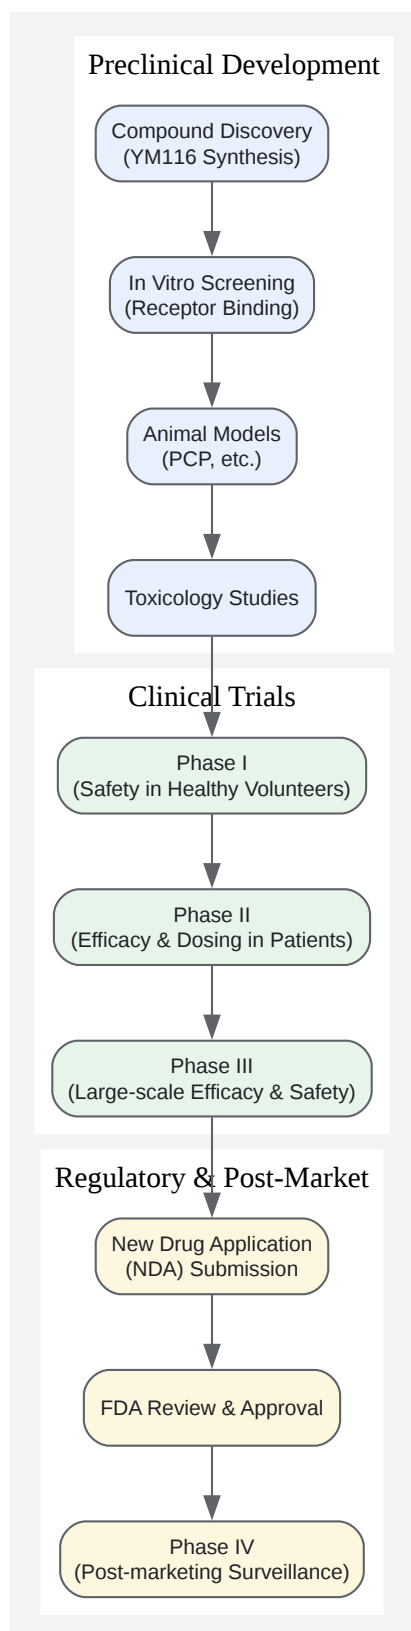 Preclinical Development
Compound Discovery
(YM116 Synthesis)
In Vitro Screening
(Receptor Binding)
Animal Models
(PCP, etc.)
Toxicology Studies
Clinical Trials
Phase I
(Safety in Healthy Volunteers)
Phase II
(Efficacy & Dosing in Patients)
Phase III
(Large-scale Efficacy & Safety)
Regulatory & Post-Market
New Drug Application
(NDA) Submission
FDA Review & Approval
Phase IV
(Post-marketing Surveillance)